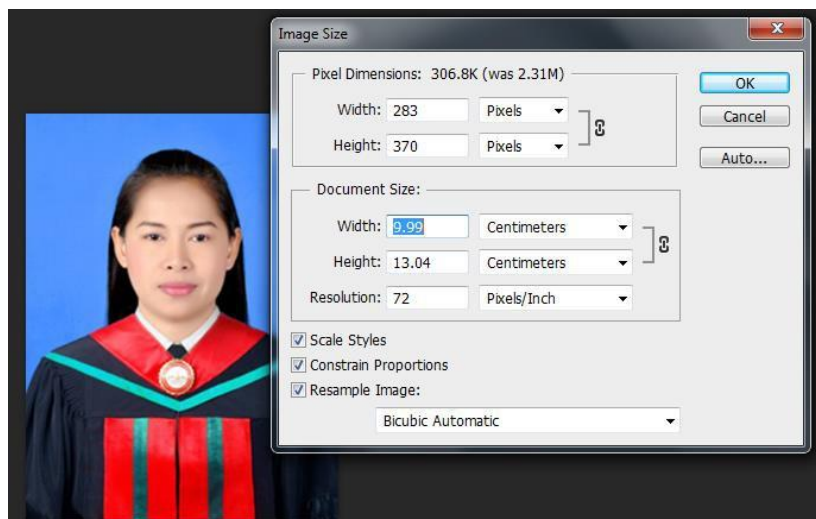 Image Size
Pixel Dimensions: 306.8K (was 2.31M)
Width: 283 Pixels
Height: 370 Pixels
Document Size:
Width: 9.99 Centimeters
Height: 13.04 Centimeters
Resolution: 72 Pixels/Inch
Scale Styles
Constrain Proportions
Resample Image:
Bicubic Automatic
OK
Cancel
Auto...